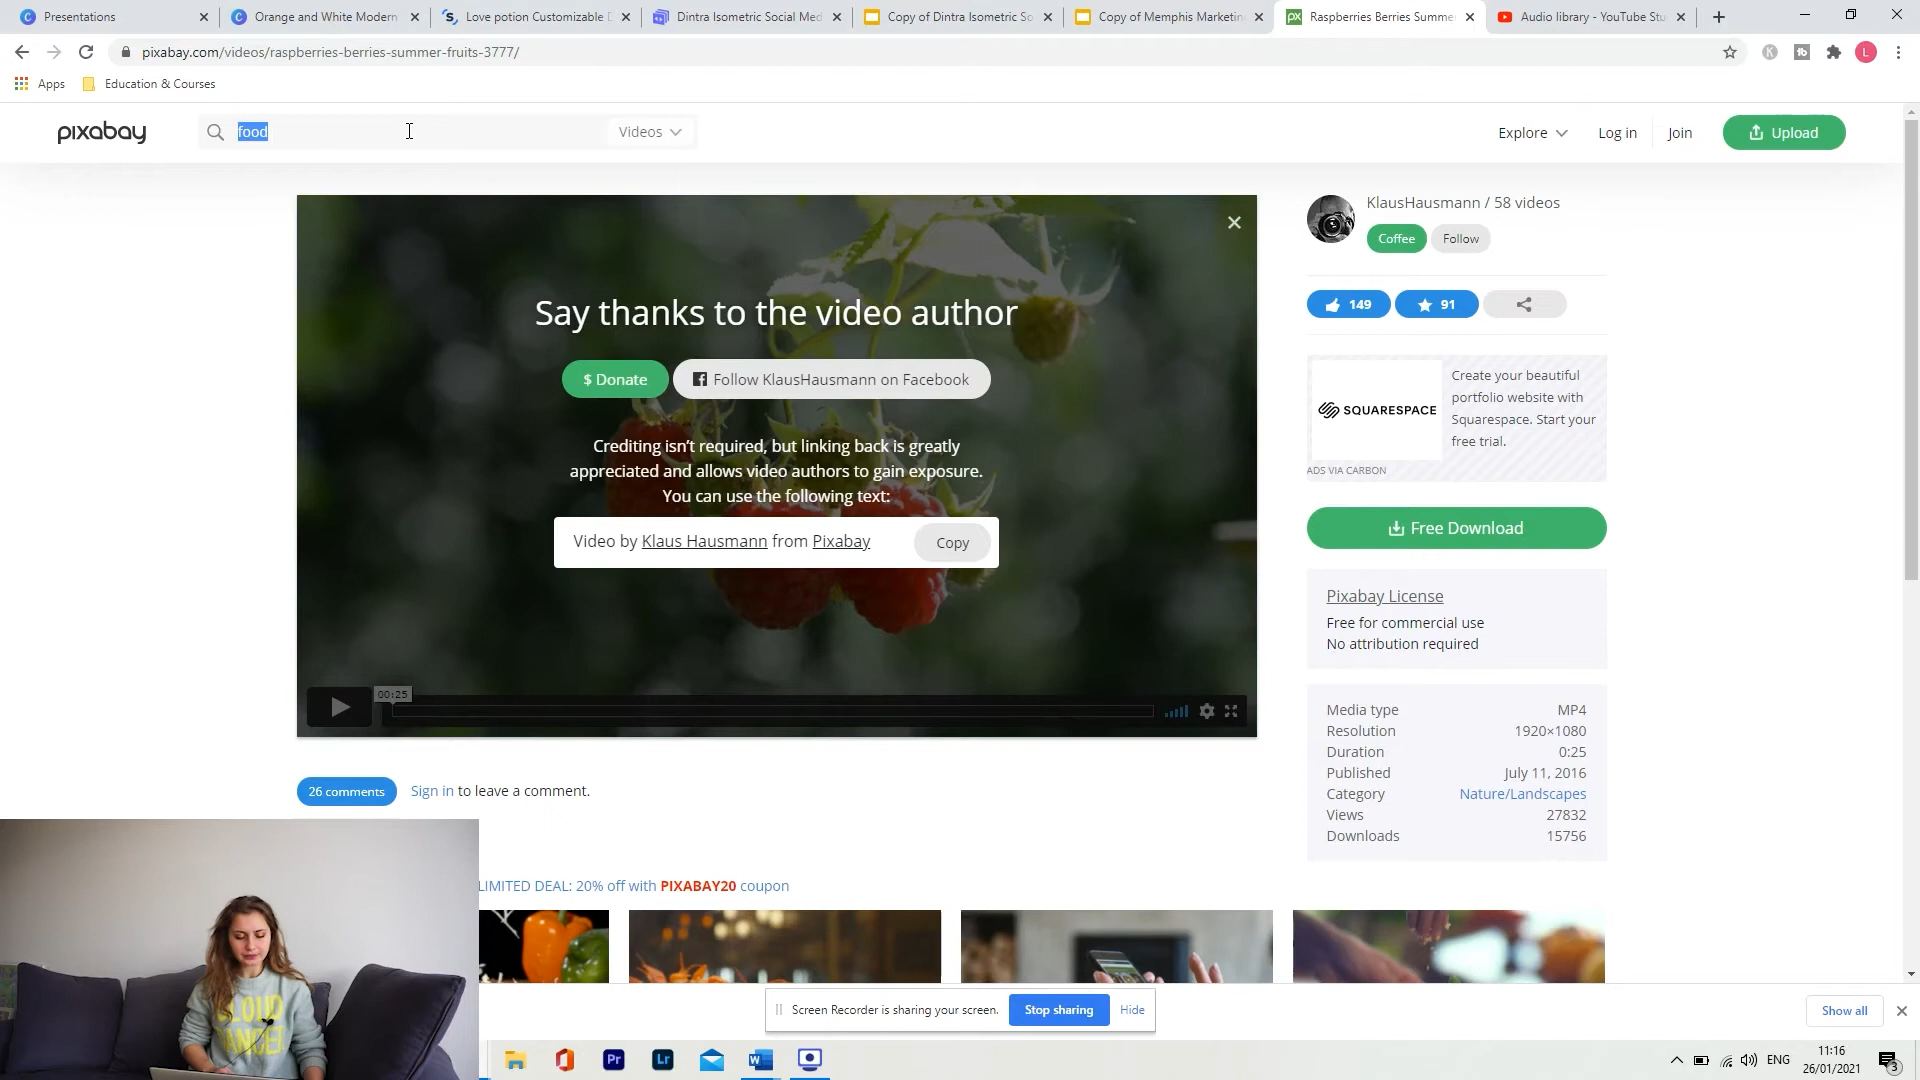 Presentations
Orange and White Modern
Love potion Customizable D
Dintra Isometric Social Med
Copy of Dintra Isometric So
Copy of Memphis Marketin
Raspberries Berries Summe
Audio library - YouTube Stu
pixabay.com/videos/raspberries-berries-summer-fruits-3777/
Apps
Education & Courses
pixabay
food
Videos
Explore
Log in
Join
Upload
KlausHausmann / 58 videos
Coffee
Follow
149
91
Say thanks to the video author
$ Donate
Follow KlausHausmann on Facebook
Crediting isn't required, but linking back is greatly
appreciated and allows video authors to gain exposure.
You can use the following text:
Video by Klaus Hausmann from Pixabay
Copy
00:25
SQUARESPACE
Create your beautiful
portfolio website with
Squarespace. Start your
free trial.
ADS VIA CARBON
Free Download
Pixabay License
Free for commercial use
No attribution required
Media type MP4
Resolution 1920×1080
Duration 0:25
Published July 11, 2016
Category Nature/Landscapes
Views 27832
Downloads 15756
26 comments
Sign in to leave a comment.
LIMITED DEAL: 20% off with PIXABAY20 coupon
CLOUD
DANCER
Screen Recorder is sharing your screen.
Stop sharing
Hide
Show all
Pr
Lr
ENG
11:16
26/01/2021
3